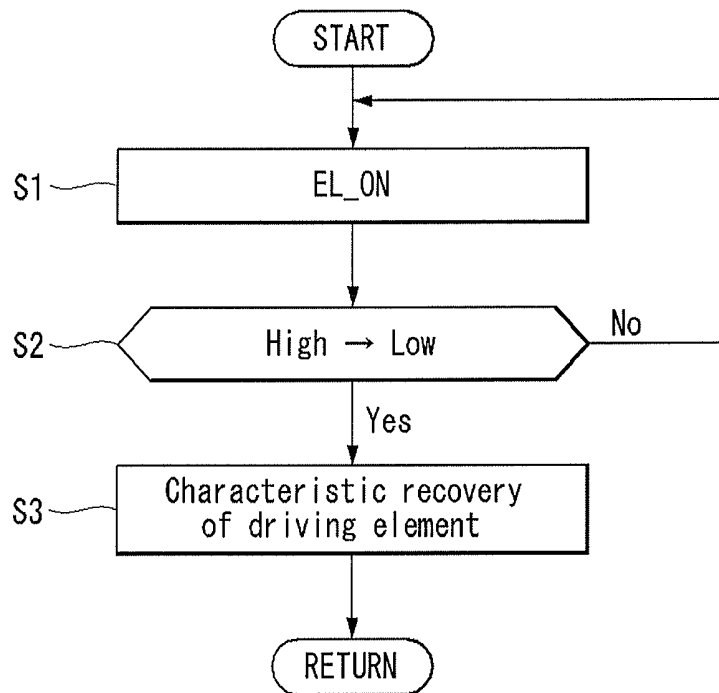 START
S1
EL_ON
S2
High → Low
No
Yes
S3
Characteristic recovery
of driving element
RETURN